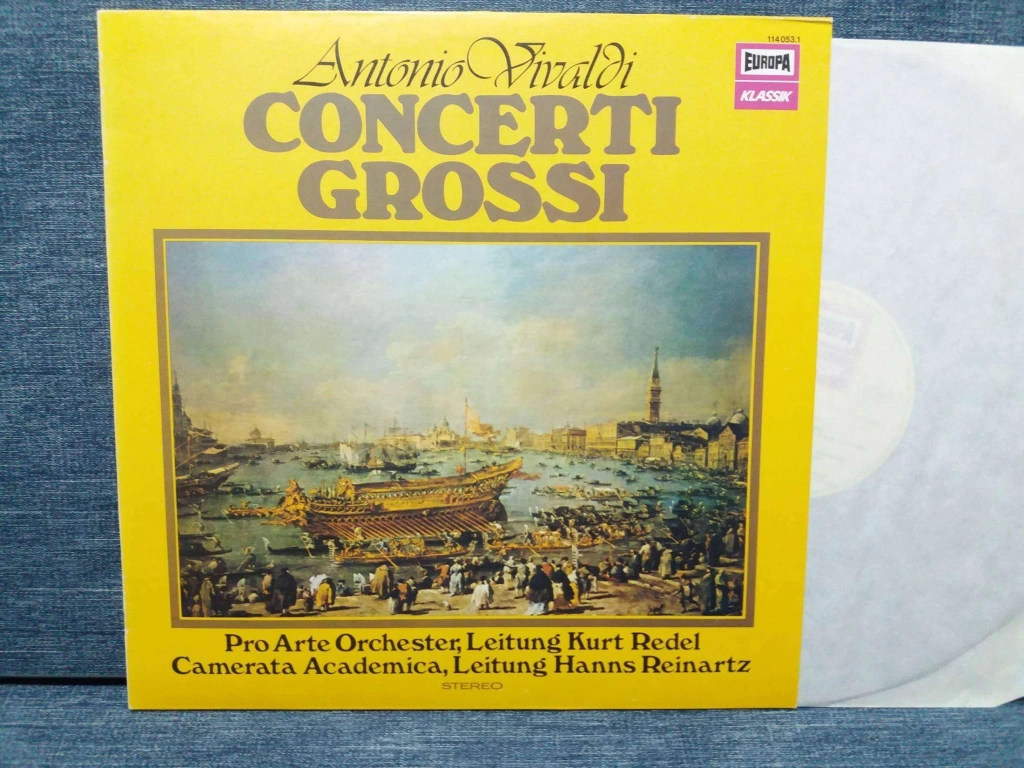 114 053.1
EUROPA
KLASSIK
Antonio Vivaldi
CONCERTI
GROSSI
Pro Arte Orchester, Leitung Kurt Redel
Camerata Academica, Leitung Hanns Reinartz
STEREO